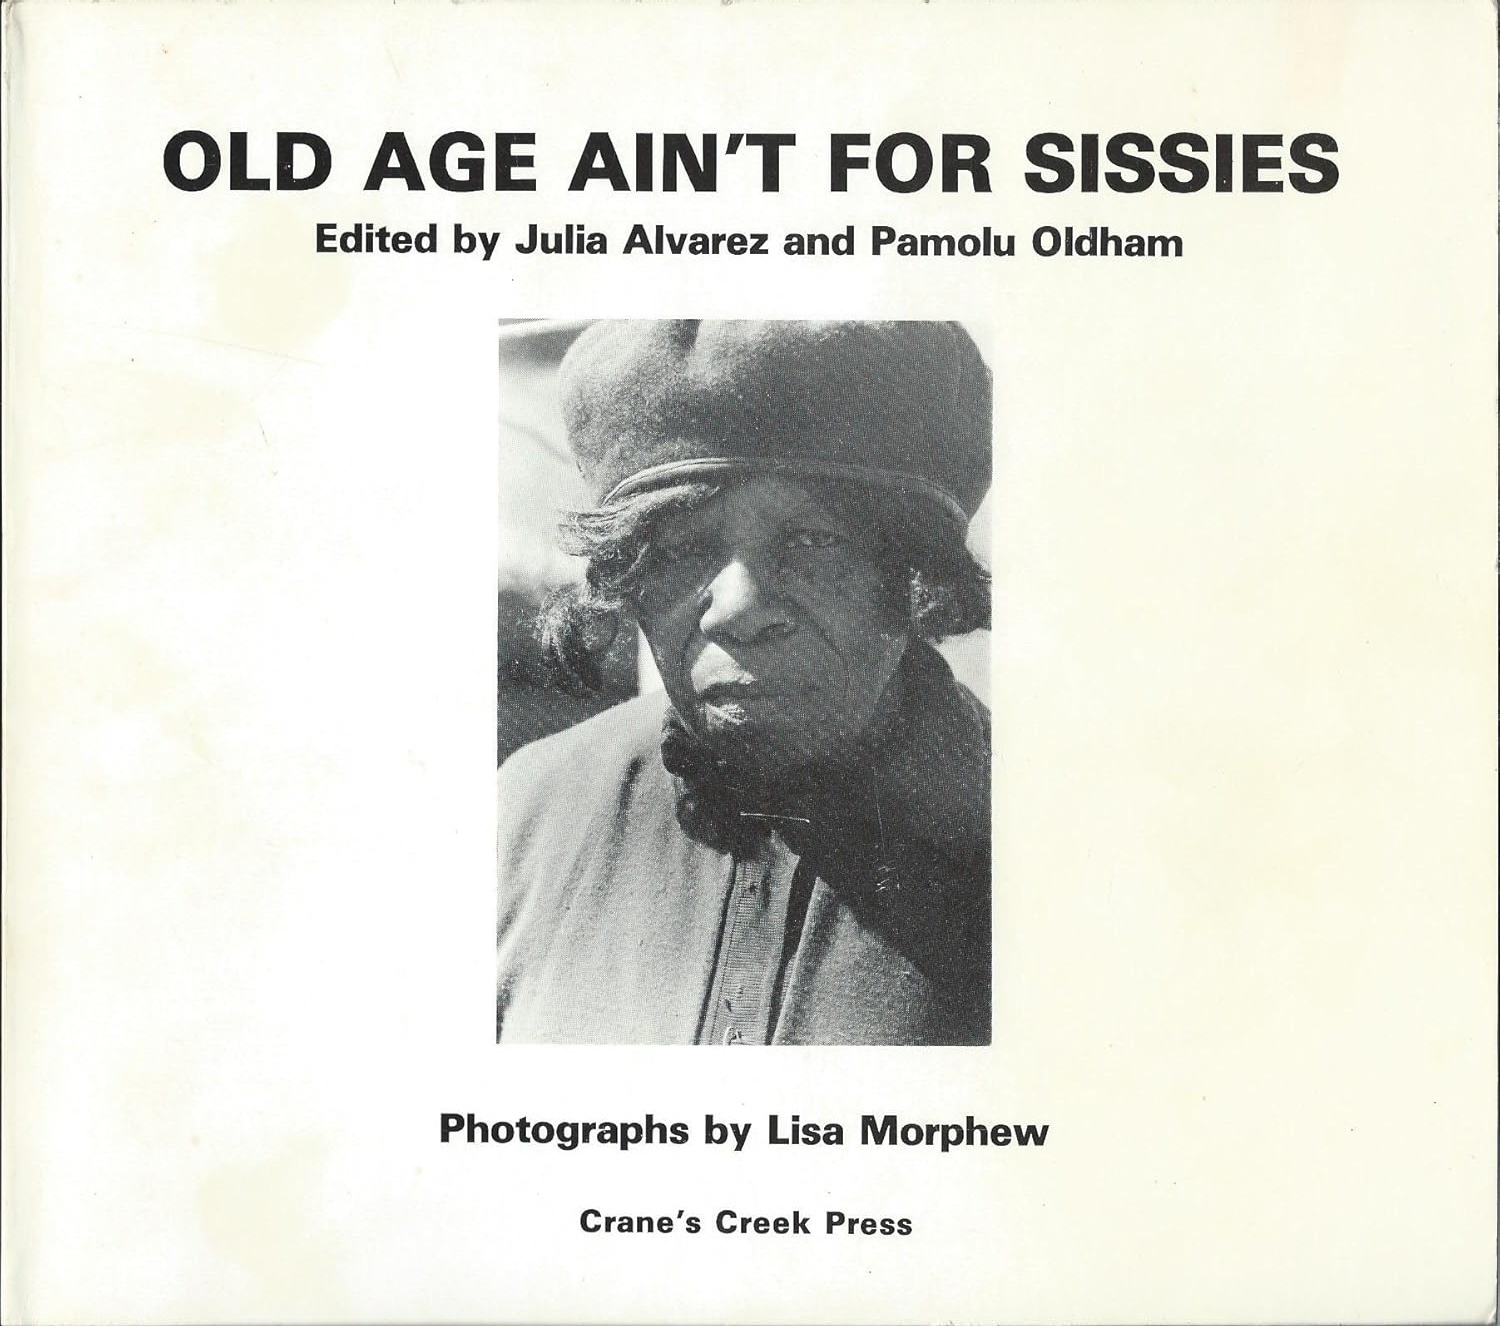 OLD AGE AIN'T FOR SISSIES
Edited by Julia Alvarez and Pamolu Oldham
Photographs by Lisa Morphew
Crane's Creek Press